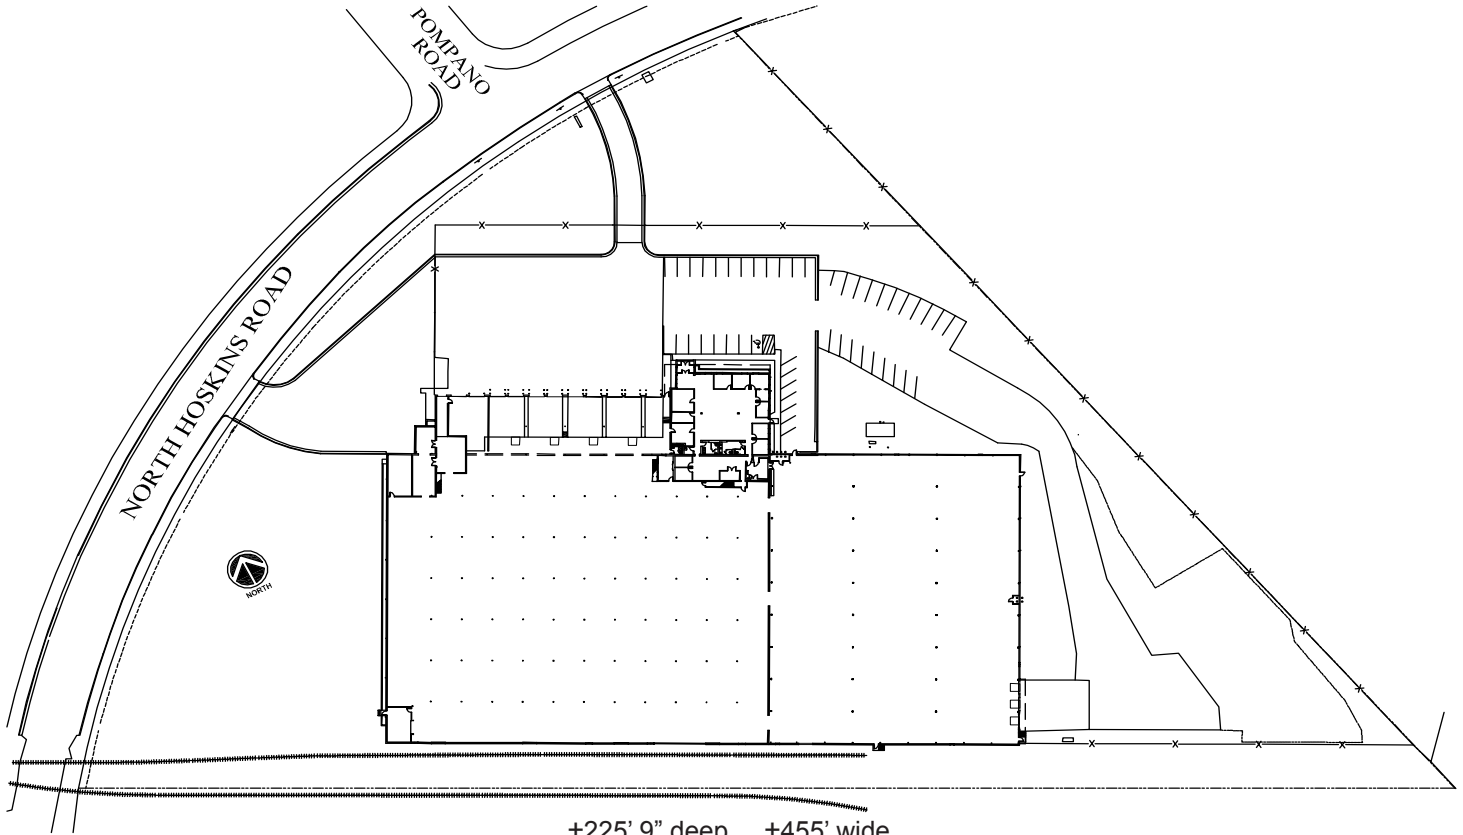 POMPANO
ROAD
NORTH HOSKINS ROAD
NORTH
±225' 9” deep ±455' wide